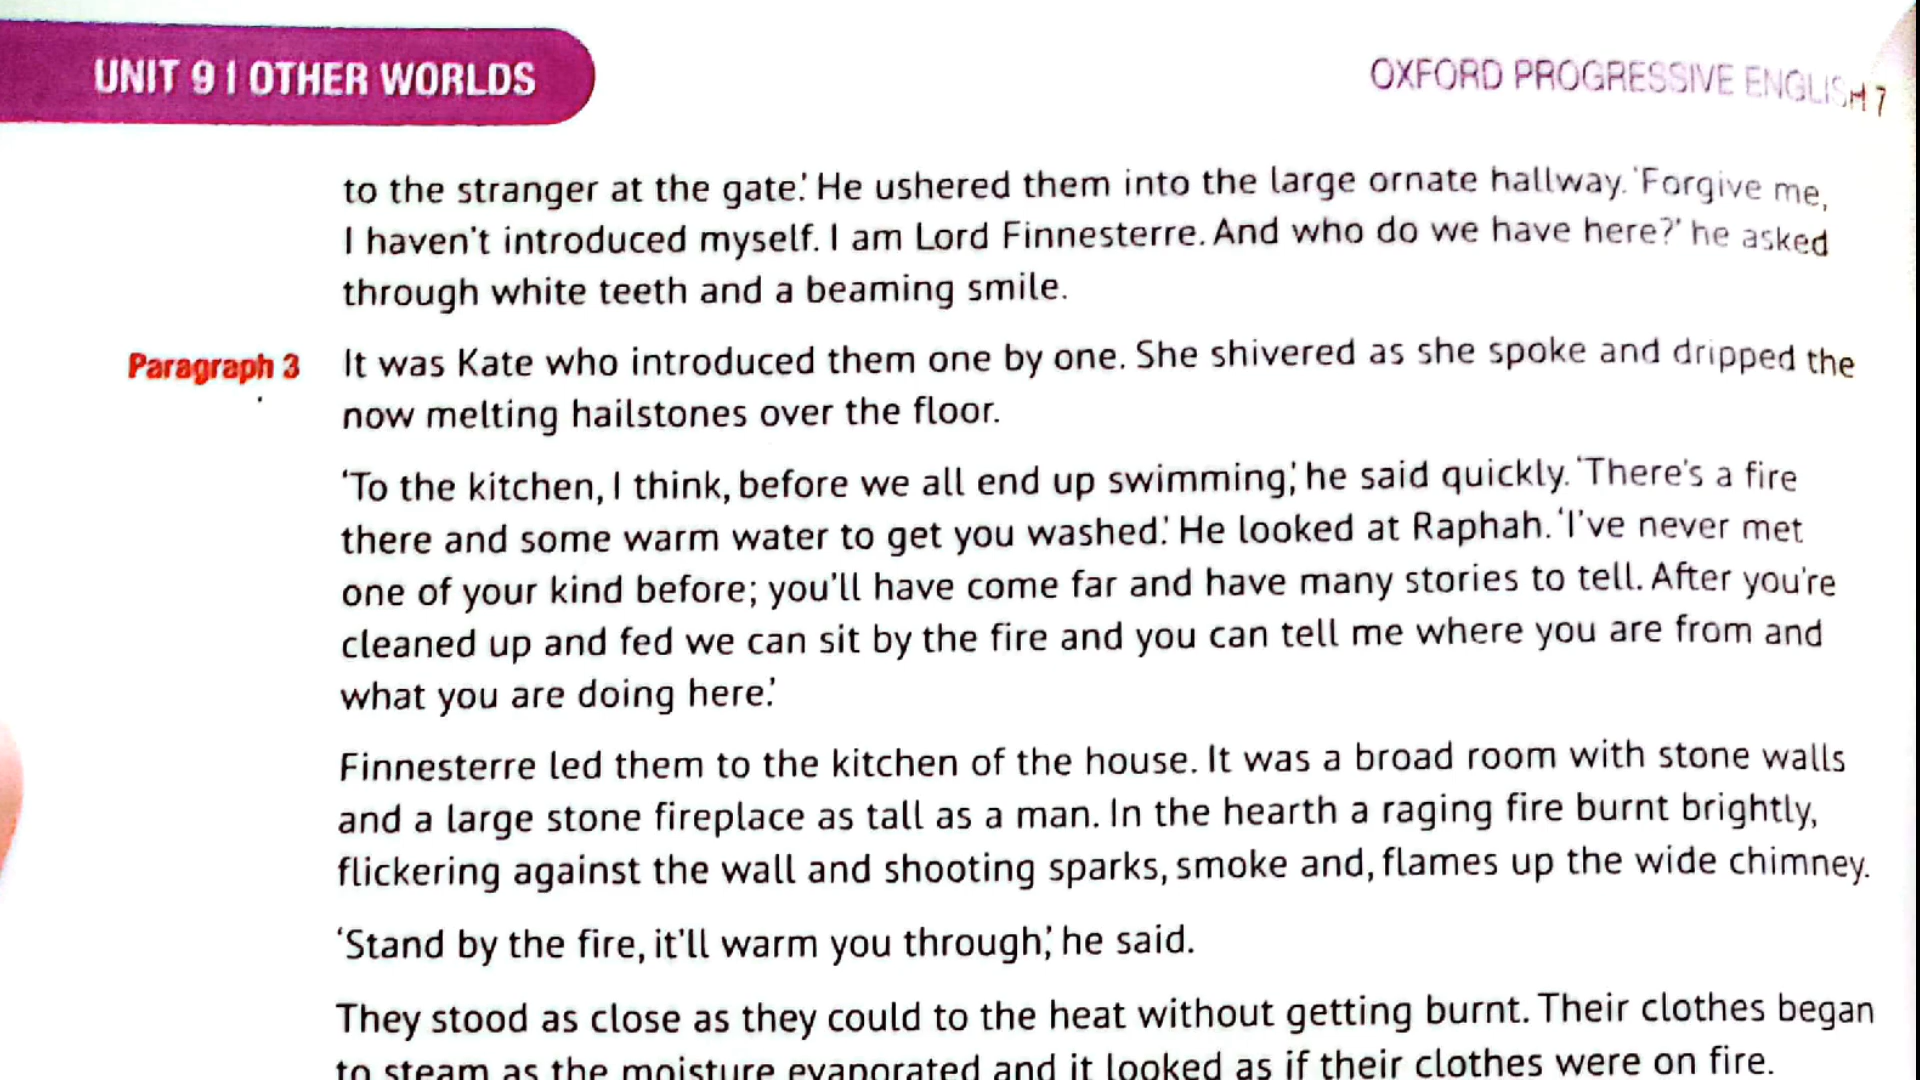 UNIT 9 | OTHER WORLDS
OXFORD PROGRESSIVE ENGLISH 7
to the stranger at the gate.’ He ushered them into the large ornate hallway. ‘Forgive me,
I haven't introduced myself. I am Lord Finnesterre. And who do we have here?’ he asked
through white teeth and a beaming smile.
Paragraph 3 It was Kate who introduced them one by one. She shivered as she spoke and dripped the
now melting hailstones over the floor.
‘To the kitchen, I think, before we all end up swimming,’ he said quickly. ‘There's a fire
there and some warm water to get you washed.’ He looked at Raphah. ‘I've never met
one of your kind before; you'll have come far and have many stories to tell. After you're
cleaned up and fed we can sit by the fire and you can tell me where you are from and
what you are doing here.’
Finnesterre led them to the kitchen of the house. It was a broad room with stone walls
and a large stone fireplace as tall as a man. In the hearth a raging fire burnt brightly,
flickering against the wall and shooting sparks, smoke and, flames up the wide chimney.
‘Stand by the fire, it'll warm you through,’ he said.
They stood as close as they could to the heat without getting burnt. Their clothes began
to steam as the moisture evaporated and it looked as if their clothes were on fire.